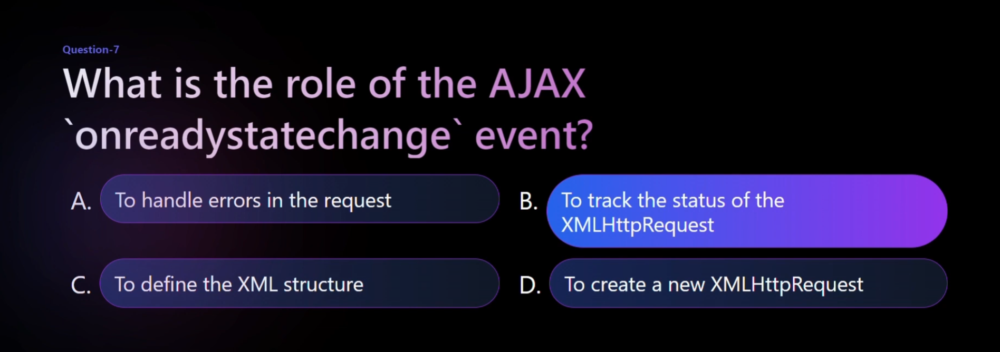 Question-7
What is the role of the AJAX
`onreadystatechange` event?
A. To handle errors in the request
B. To track the status of the
XMLHttpRequest
C. To define the XML structure
D. To create a new XMLHttpRequest